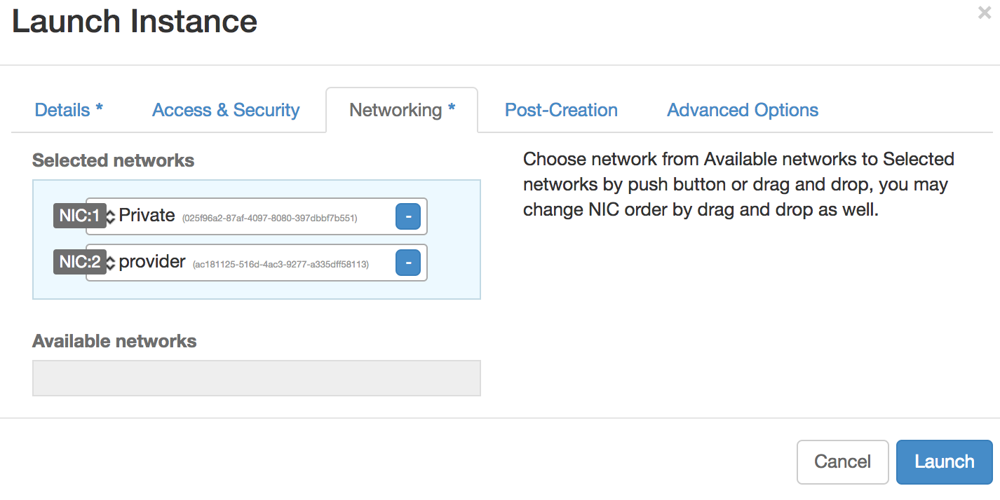 Launch Instance
×
Details *
Access & Security
Networking *
Post-Creation
Advanced Options
Selected networks
NIC:1 Private (025f96a2-87af-4097-8080-397dbbf7b551) -
NIC:2 provider (ac181125-516d-4ac3-9277-a335dff58113) -
Available networks
Choose network from Available networks to Selected
networks by push button or drag and drop, you may
change NIC order by drag and drop as well.
Cancel
Launch